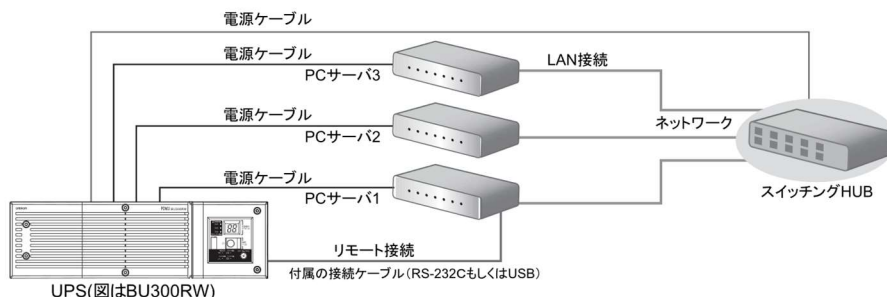 電源ケーブル
電源ケーブル
PCサーバ3
LAN接続
電源ケーブル
PCサーバ2
ネットワーク
電源ケーブル
PCサーバ1
スイッチングHUB
リモート接続
付属の接続ケーブル(RS-232CもしくはUSB)
UPS(図はBU300RW)